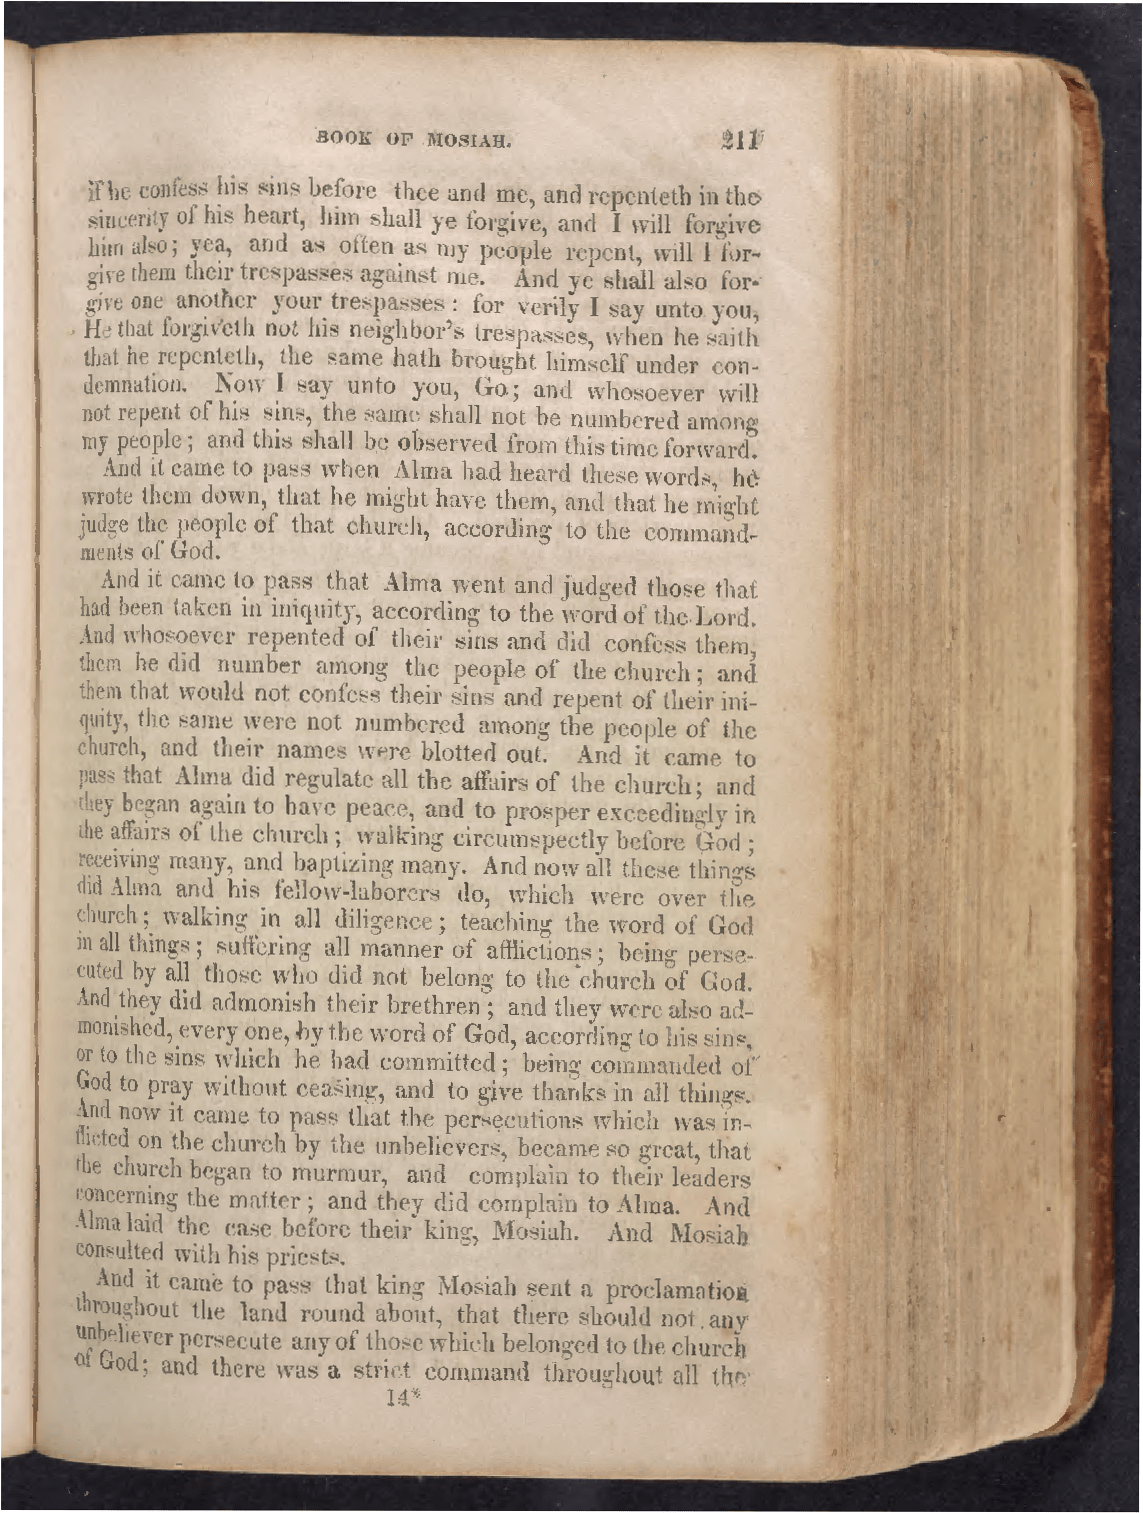 BOOK OF MOSIAH. 211
if he confess his sins before thee and me, and repenteth in the
sincerity of his heart, him shall ye forgive, and I will forgive
him also; yea, and as often as my people repent, will I for-
give them their trespasses against me. And ye shall also for-
give one another your trespasses: for verily I say unto you,
He that forgiveth not his neighbor's trespasses, when he saith
that he repenteth, the same hath brought himself under con-
demnation. Now I say unto you, Go; and whosoever will
not repent of his sins, the same shall not be numbered among
my people; and this shall be observed from this time forward.
And it came to pass when Alma had heard these words, he
wrote them down, that he might have them, and that he might
judge the people of that church, according to the command-
ments of God.
And it came to pass that Alma went and judged those that
had been taken in iniquity, according to the word of the Lord.
And whosoever repented of their sins and did confess them,
them he did number among the people of the church; and
them that would not confess their sins and repent of their ini-
quity, the same were not numbered among the people of the
church, and their names were blotted out. And it came to
pass that Alma did regulate all the affairs of the church; and
they began again to have peace, and to prosper exceedingly in
the affairs of the church; walking circumspectly before God;
receiving many, and baptizing many. And now all these things
did Alma and his fellow-laborers do, which were over the
church; walking in all diligence; teaching the word of God
in all things; suffering all manner of afflictions; being perse-
cuted by all those who did not belong to the church of God.
And they did admonish their brethren; and they were also ad-
monished, every one, by the word of God, according to his sins,
or to the sins which he had committed; being commanded of
God to pray without ceasing, and to give thanks in all things.
And now it came to pass that the persecutions which was in-
flicted on the church by the unbelievers, became so great, that
the church began to murmur, and complain to their leaders
concerning the matter; and they did complain to Alma. And
Alma laid the case before their king, Mosiah. And Mosiah
consulted with his priests.
And it came to pass that king Mosiah sent a proclamation
throughout the land round about, that there should not any
unbeliever persecute any of those which belonged to the church
of God; and there was a strict command throughout all the
14*